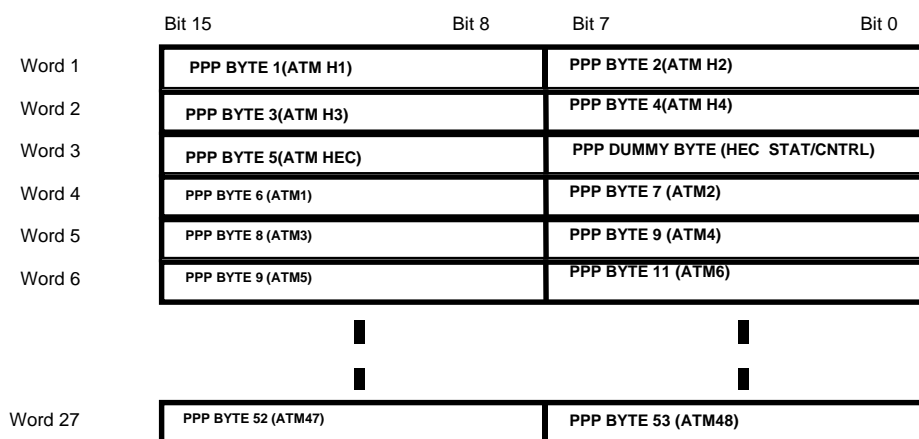 Bit 15 Bit 8 Bit 7 Bit 0
Word 1 PPP BYTE 1(ATM H1) PPP BYTE 2(ATM H2)
Word 2 PPP BYTE 3(ATM H3) PPP BYTE 4(ATM H4)
Word 3 PPP BYTE 5(ATM HEC) PPP DUMMY BYTE (HEC STAT/CNTRL)
Word 4 PPP BYTE 6 (ATM1) PPP BYTE 7 (ATM2)
Word 5 PPP BYTE 8 (ATM3) PPP BYTE 9 (ATM4)
Word 6 PPP BYTE 9 (ATM5) PPP BYTE 11 (ATM6)
Word 27 PPP BYTE 52 (ATM47) PPP BYTE 53 (ATM48)